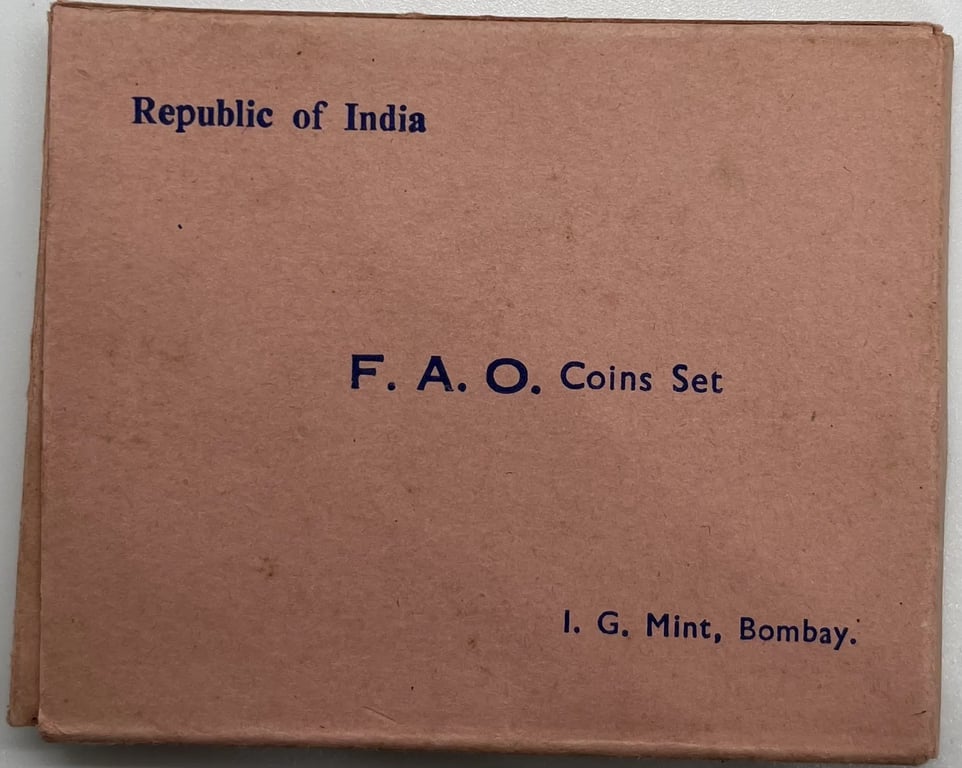 Republic of India
F. A. O. Coins Set
I. G. Mint, Bombay.